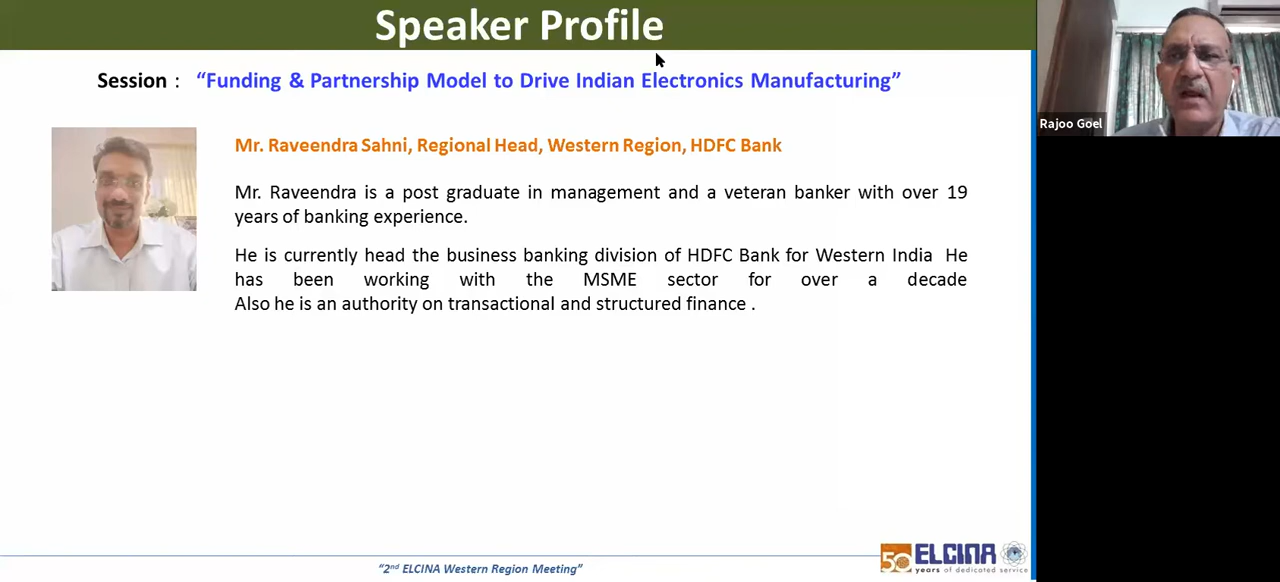 Speaker Profile
Session : “Funding & Partnership Model to Drive Indian Electronics Manufacturing”
Mr. Raveendra Sahni, Regional Head, Western Region, HDFC Bank
Mr. Raveendra is a post graduate in management and a veteran banker with over 19
years of banking experience.
He is currently head the business banking division of HDFC Bank for Western India He
has been working with the MSME sector for over a decade
Also he is an authority on transactional and structured finance .
“2nd ELCINA Western Region Meeting”
50 ELCINA
years of dedicated service
Rajoo Goel